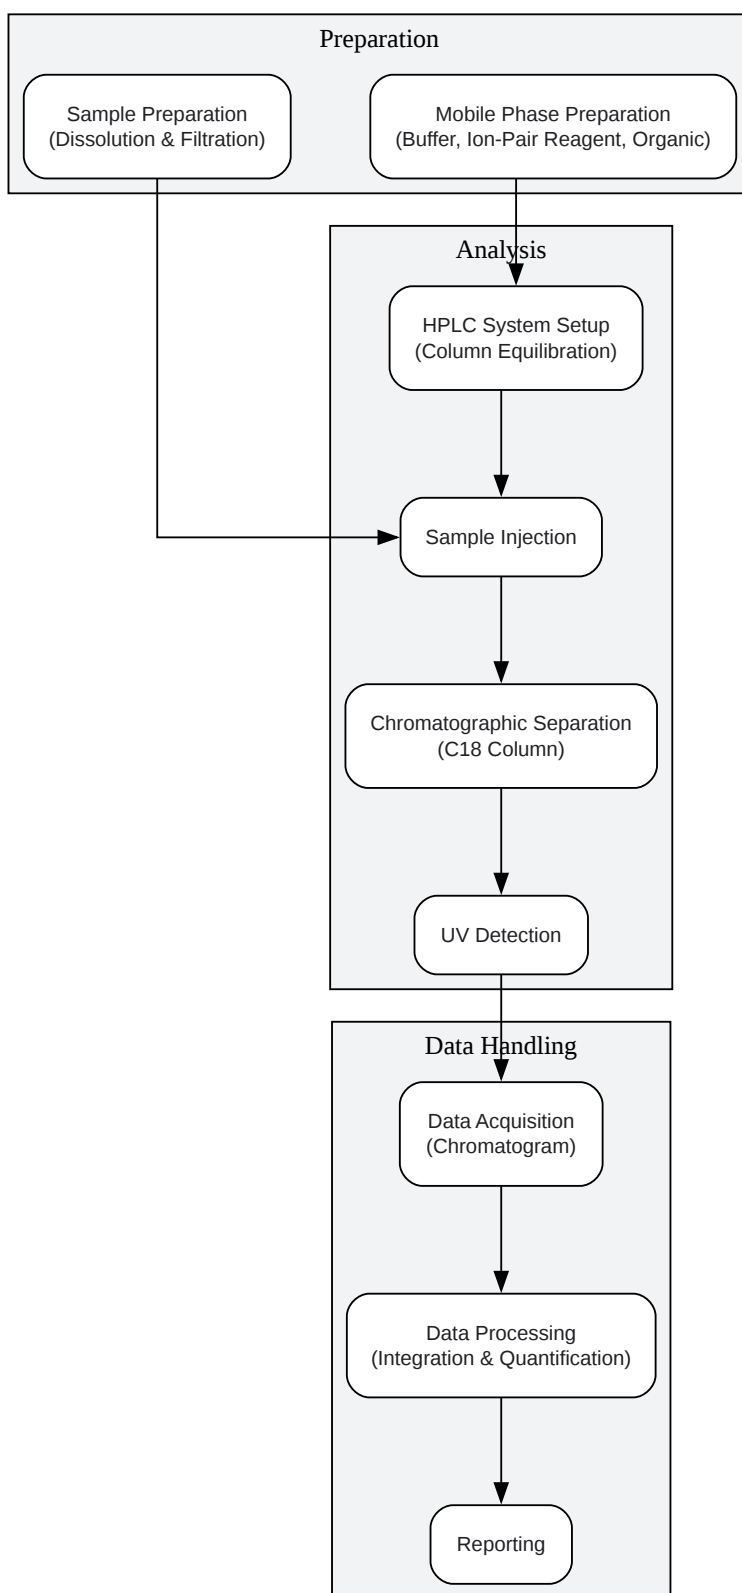 Preparation
Sample Preparation
(Dissolution & Filtration)
Mobile Phase Preparation
(Buffer, Ion-Pair Reagent, Organic)
Analysis
HPLC System Setup
(Column Equilibration)
Sample Injection
Chromatographic Separation
(C18 Column)
UV Detection
Data Handling
Data Acquisition
(Chromatogram)
Data Processing
(Integration & Quantification)
Reporting